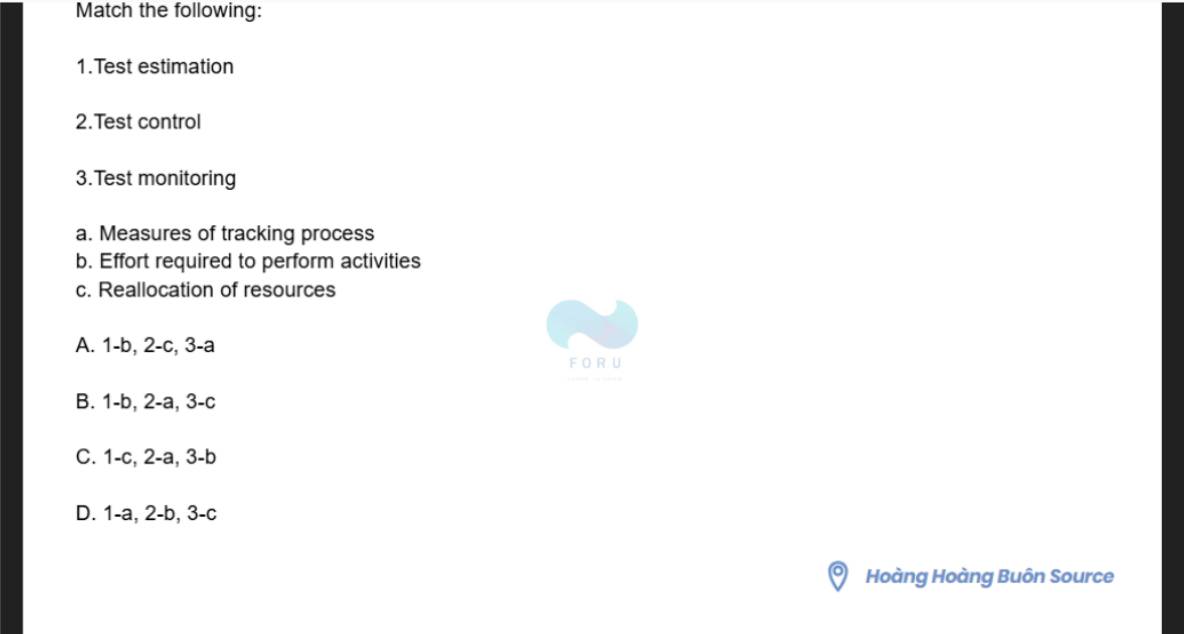 Match the following:
1.Test estimation
2.Test control
3.Test monitoring
a. Measures of tracking process
b. Effort required to perform activities
c. Reallocation of resources
A. 1-b, 2-c, 3-a
B. 1-b, 2-a, 3-c
C. 1-c, 2-a, 3-b
D. 1-a, 2-b, 3-c
FORU
Hoàng Hoàng Buôn Source